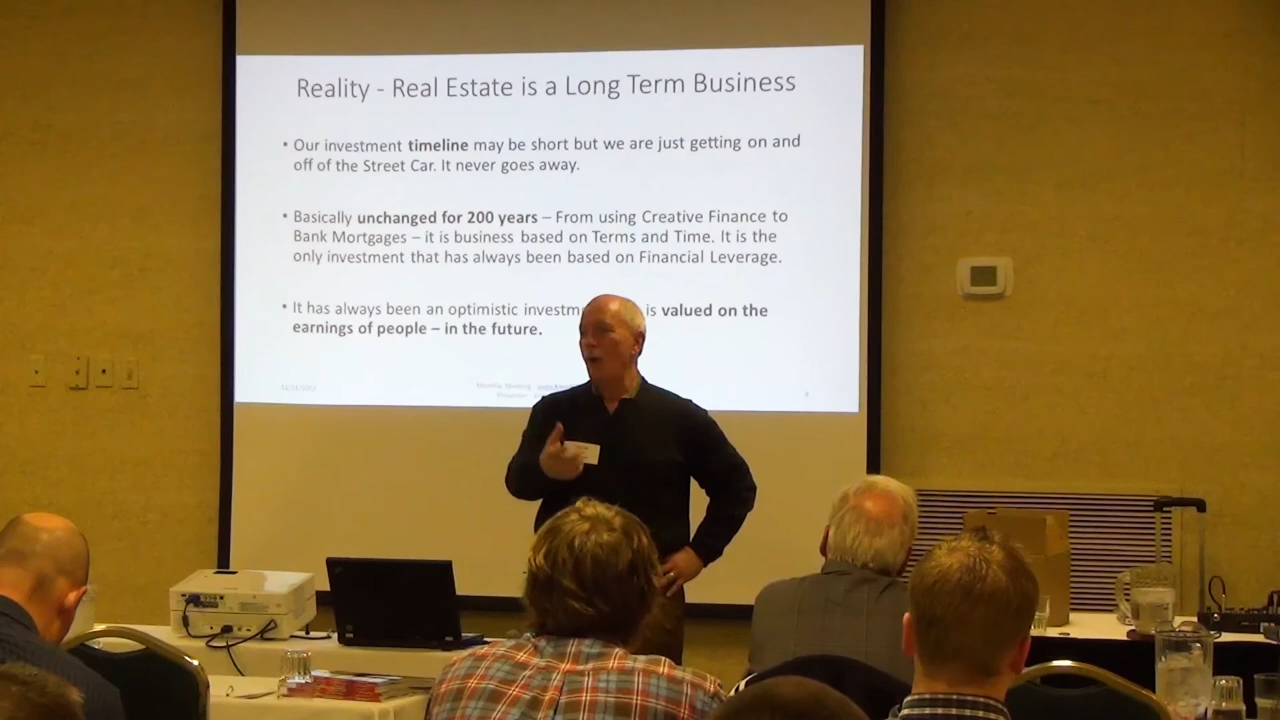 Reality - Real Estate is a Long Term Business
• Our investment timeline may be short but we are just getting on and
off of the Street Car. It never goes away.
• Basically unchanged for 200 years – From using Creative Finance to
Bank Mortgages – it is business based on Terms and Time. It is the
only investment that has always been based on Financial Leverage.
• It has always been an optimistic investm is valued on the
earnings of people – in the future.
Monthly Meeting